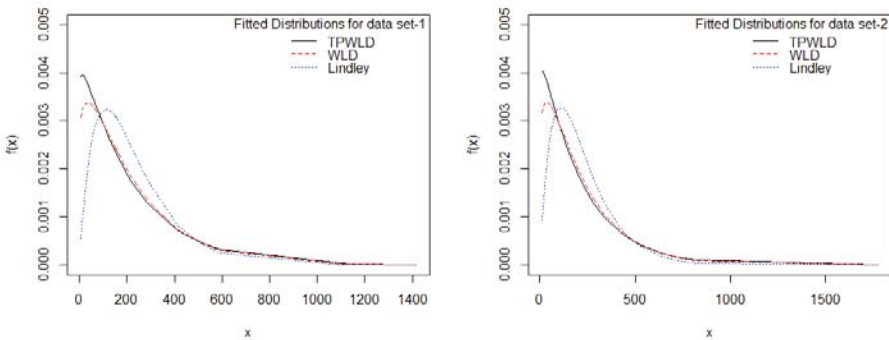 Fitted Distributions for data set-1
TPWLD
WLD
Lindley
f(x)
0.005
0.004
0.003
0.002
0.001
0.000
0 200 400 600 800 1000 1200 1400
x
Fitted Distributions for data set-2
TPWLD
WLD
Lindley
f(x)
0.005
0.004
0.003
0.002
0.001
0.000
0 500 1000 1500
x